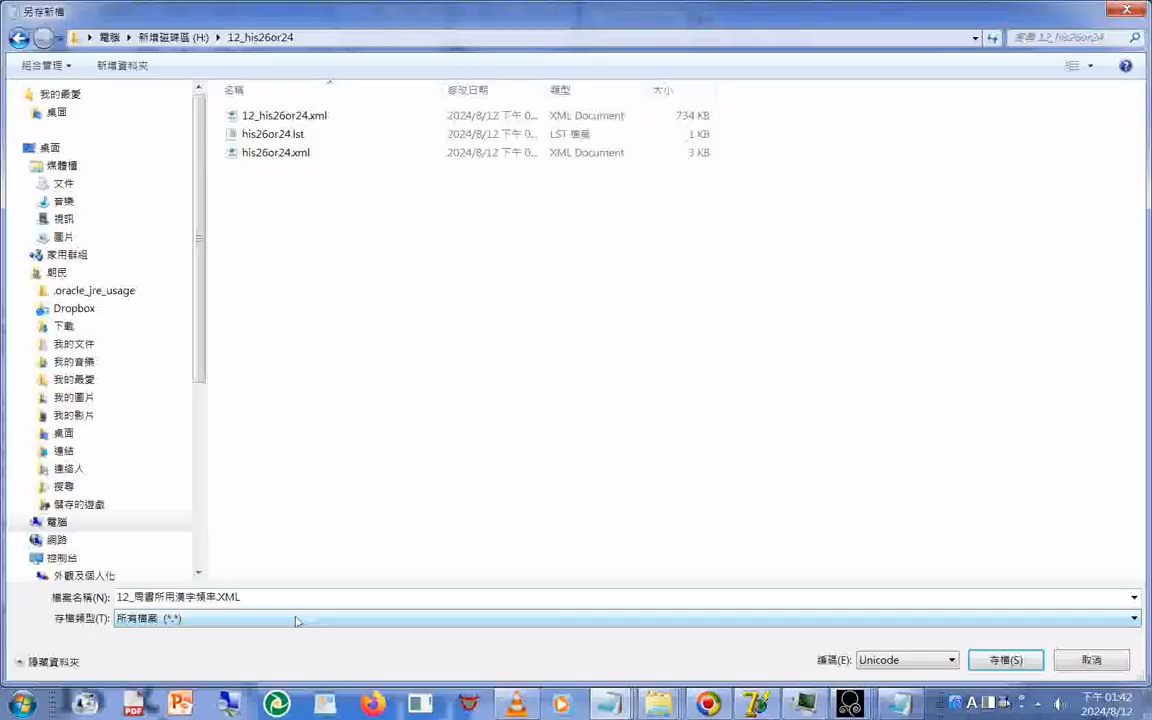 另存新檔
電腦 ▸ 新增磁碟區 (H:) ▸ 12_his26or24
搜尋 12_his26or24
組合管理
新增資料夾
名稱 修改日期 類型 大小
12_his26or24.xml 2024/8/12 下午 0... XML Document 734 KB
his26or24.lst 2024/8/12 下午 0... LST 檔案 1 KB
his26or24.xml 2024/8/12 下午 0... XML Document 3 KB
我的最愛
桌面
桌面
媒體櫃
文件
音樂
視訊
圖片
家用群組
朝民
.oracle_jre_usage
Dropbox
下載
我的文件
我的音樂
我的最愛
我的圖片
我的影片
桌面
連結
連絡人
搜尋
儲存的遊戲
電腦
網路
控制台
外觀及個人化
檔案名稱(N): 12_周書所用漢字頻率.XML
存檔類型(T): 所有檔案 (*.*)
隱藏資料夾
編碼(E): Unicode
存檔(S)
取消
PDF
A
下午 01:42
2024/8/12